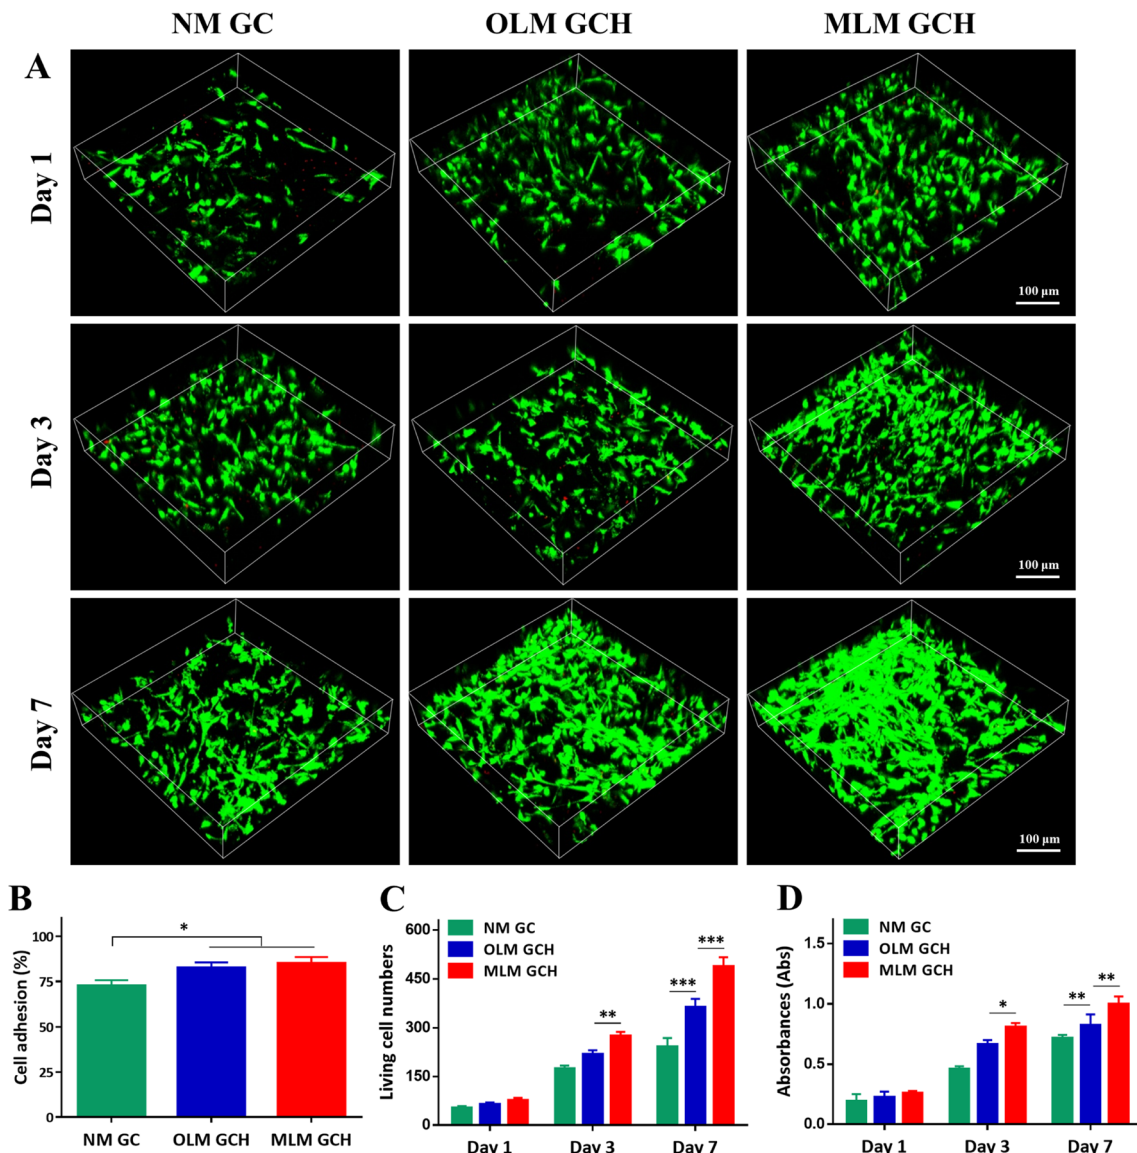 NM GC OLM GCH MLM GCH
A
Day 1
100 µm
Day 3
100 µm
Day 7
100 µm
B
Cell adhesion (%)
100
75
50
25
0
*
NM GC OLM GCH MLM GCH
C
Living cell numbers
600
450
300
150
0
NM GC
OLM GCH
MLM GCH
**
***
***
Day 1 Day 3 Day 7
D
Absorbances (Abs)
1.5
1.0
0.5
0.0
NM GC
OLM GCH
MLM GCH
*
**
**
Day 1 Day 3 Day 7